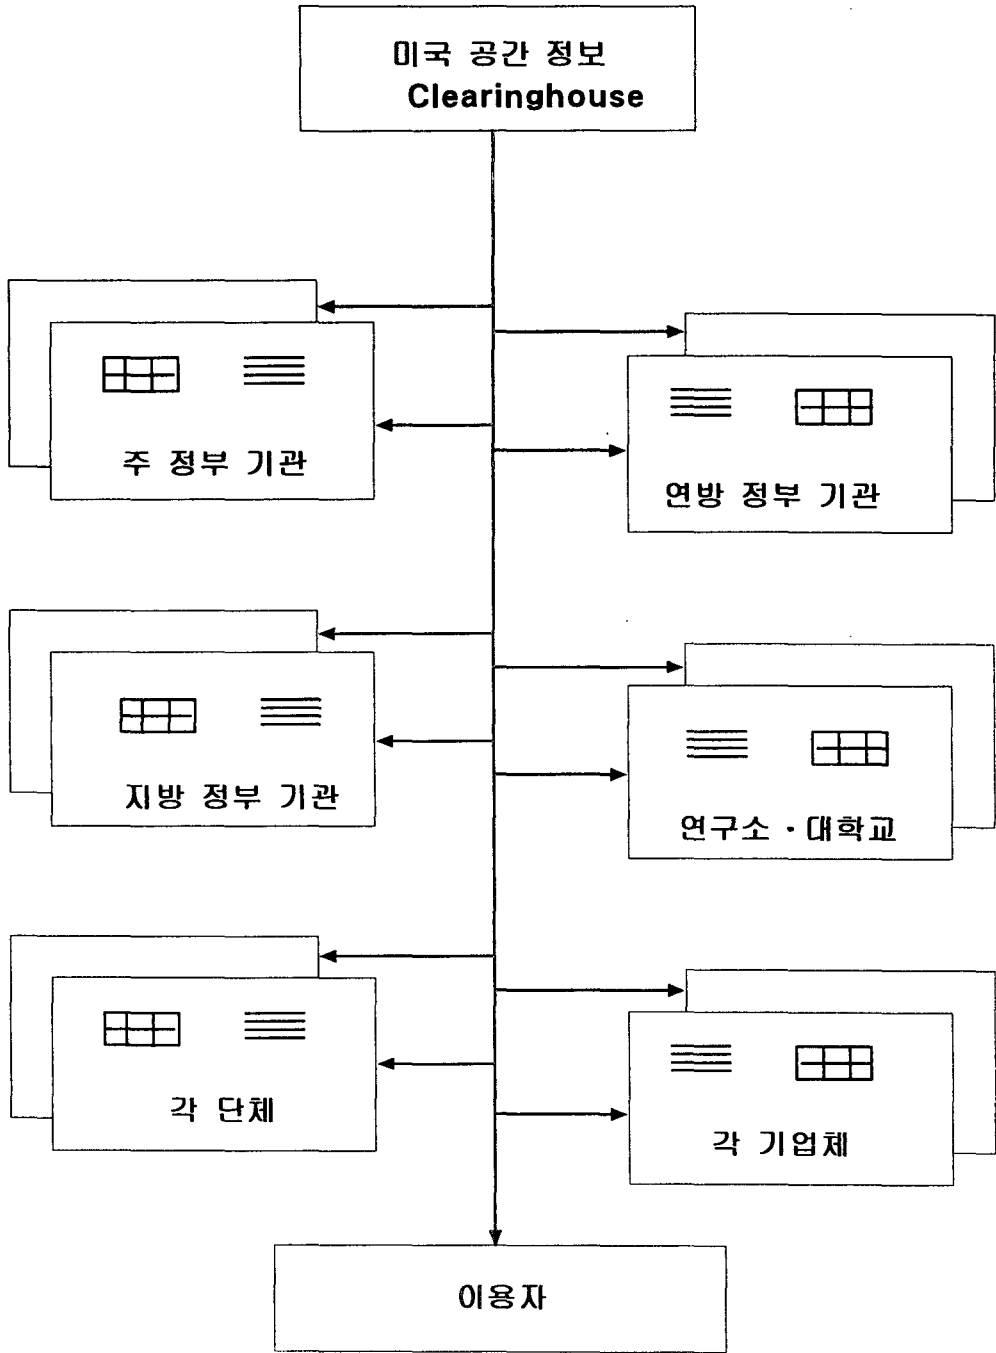 미국 공간 정보
Clearinghouse
주 정부 기관
연방 정부 기관
지방 정부 기관
연구소 · 대학교
각 단체
각 기업체
이용자